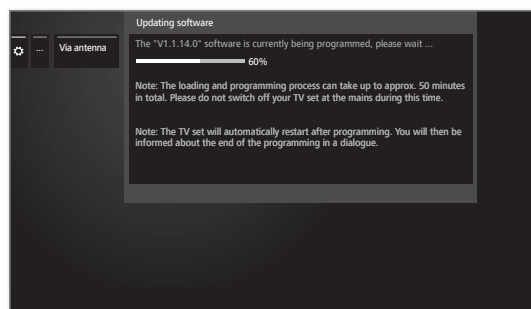 ... Via antenna
Updating software
The "V1.1.14.0" software is currently being programmed, please wait ...
60%
Note: The loading and programming process can take up to approx. 50 minutes
in total. Please do not switch off your TV set at the mains during this time.
Note: The TV set will automatically restart after programming. You will then be
informed about the end of the programming in a dialogue.